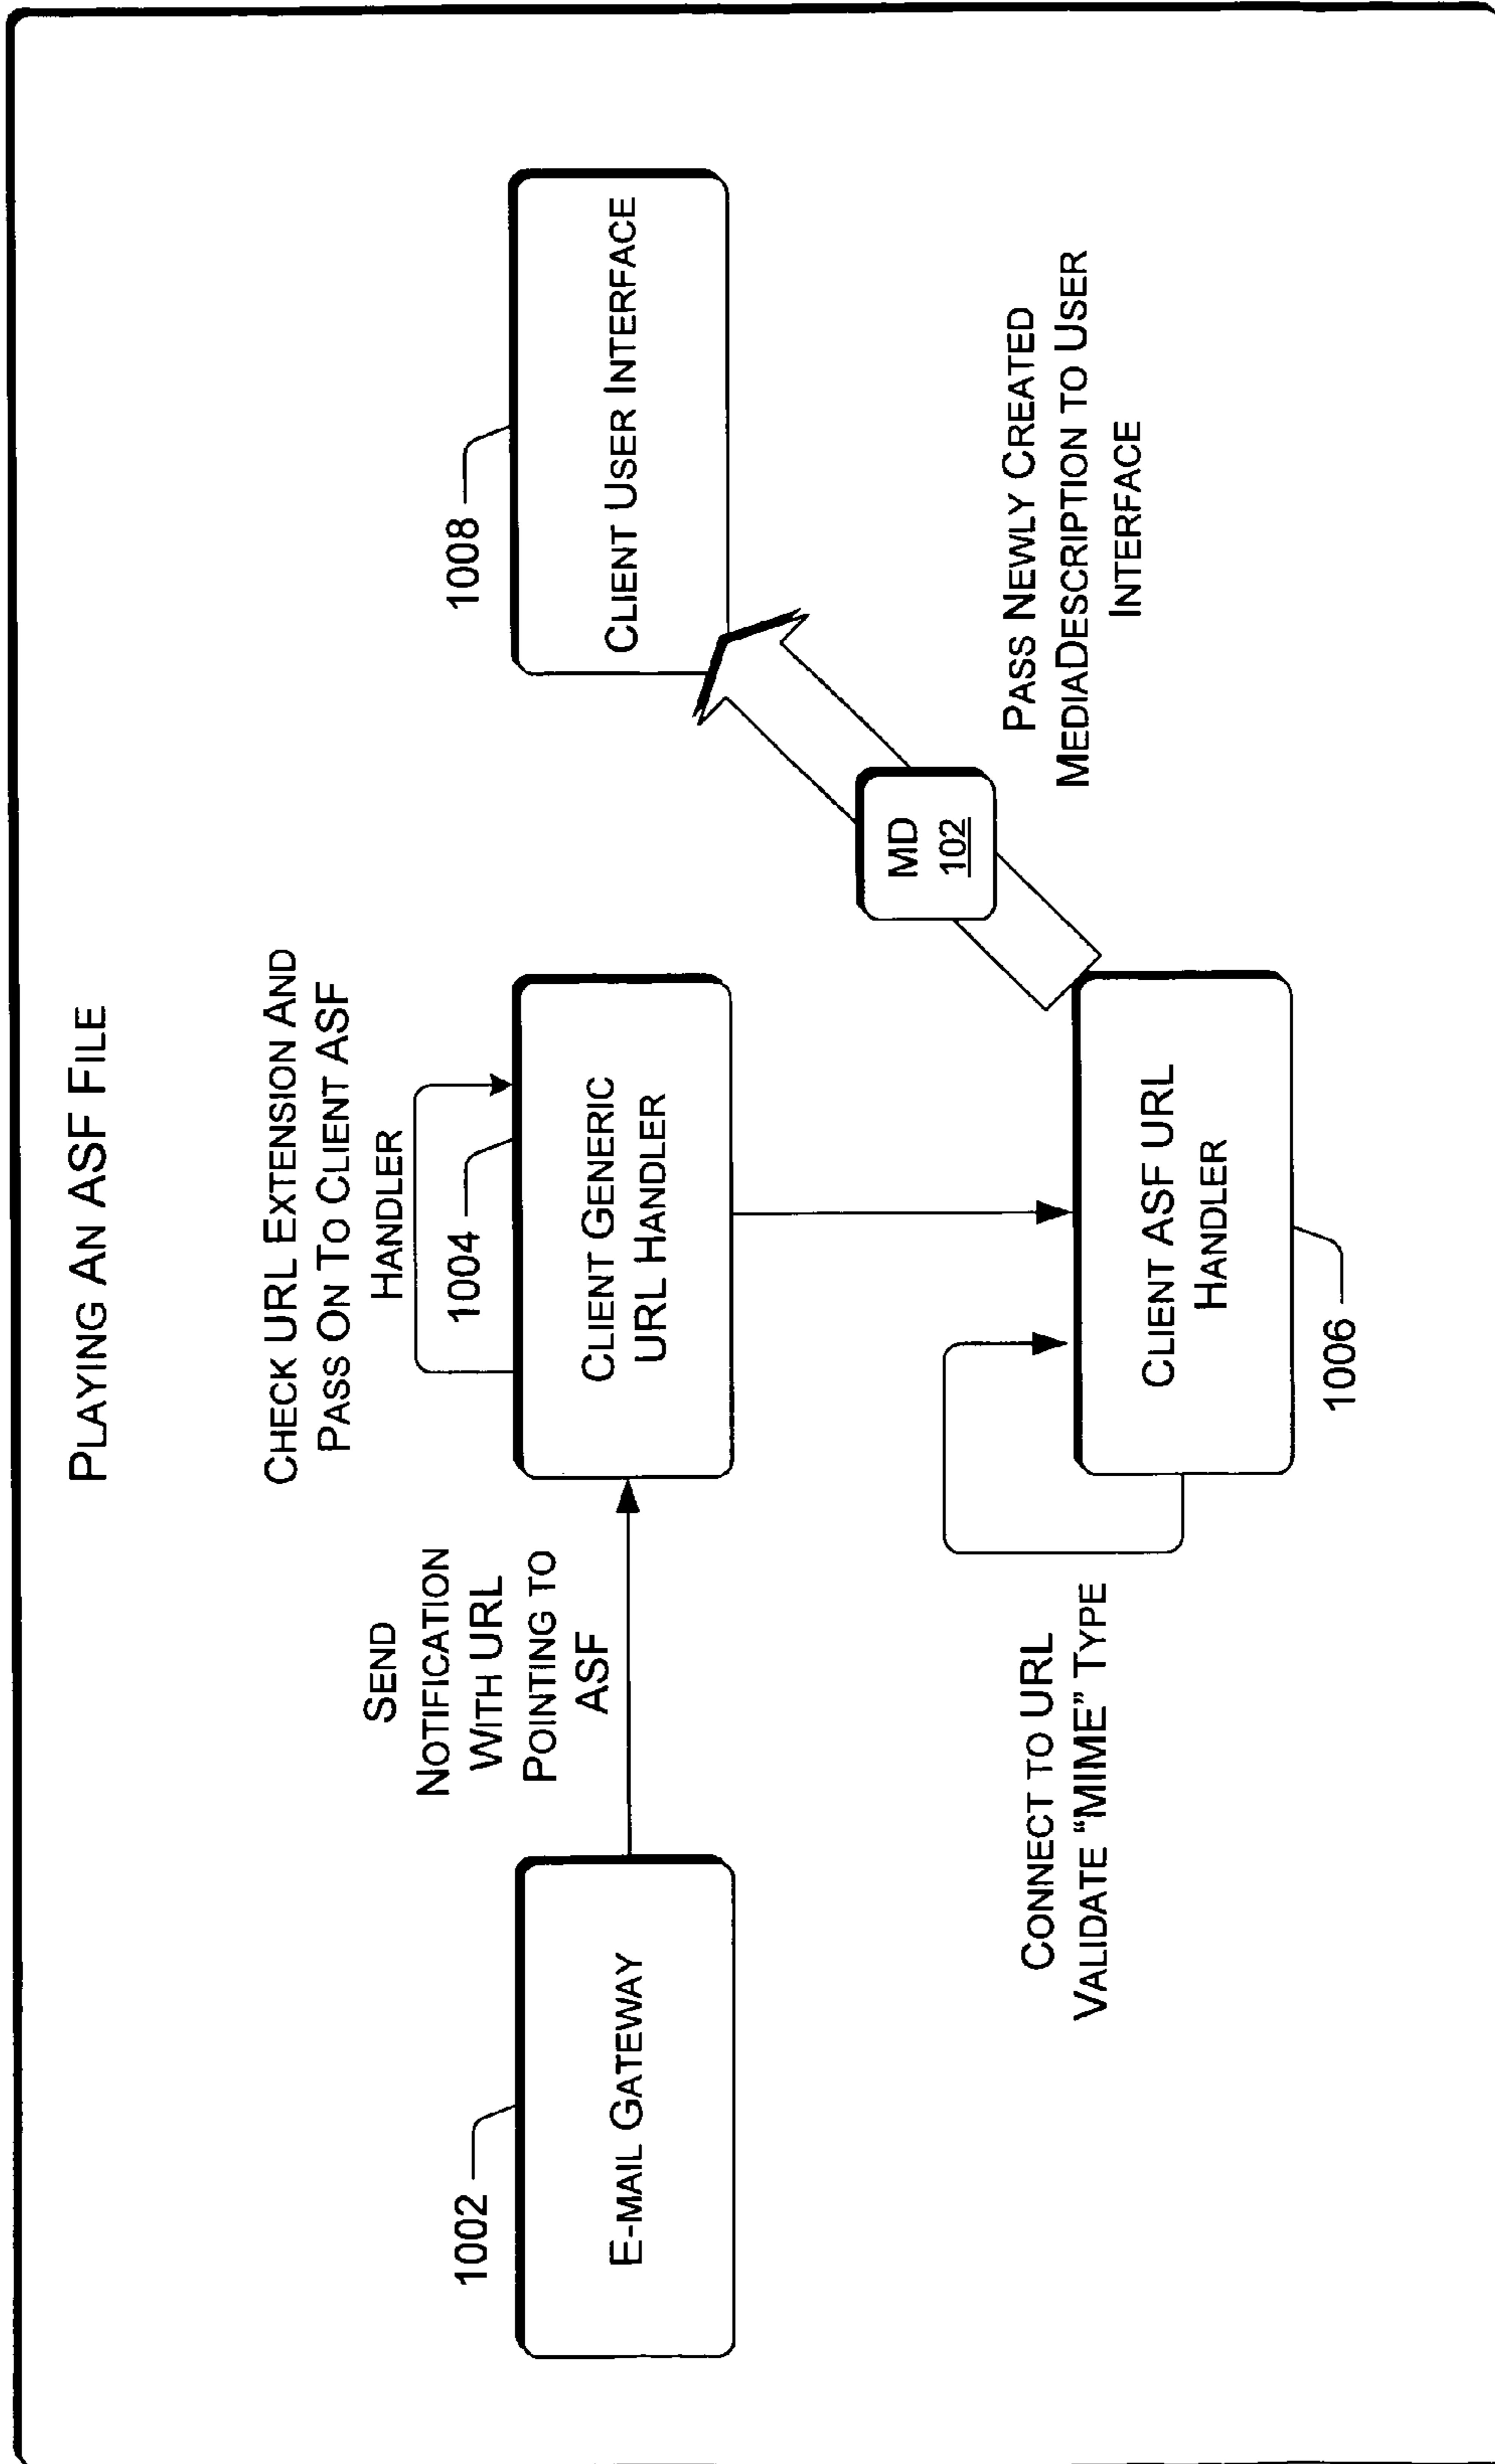 PLAYING AN ASF FILE
CHECK URL EXTENSION AND
PASS ON TO CLIENT ASF
HANDLER
SEND
NOTIFICATION
WITH URL
POINTING TO
ASF
1002
E-MAIL GATEWAY
1004
CLIENT GENERIC
URL HANDLER
1008
CLIENT USER INTERFACE
MD
102
PASS NEWLY CREATED
MEDIADESCRIPTION TO USER
INTERFACE
CONNECT TO URL
VALIDATE “MIME” TYPE
CLIENT ASF URL
HANDLER
1006